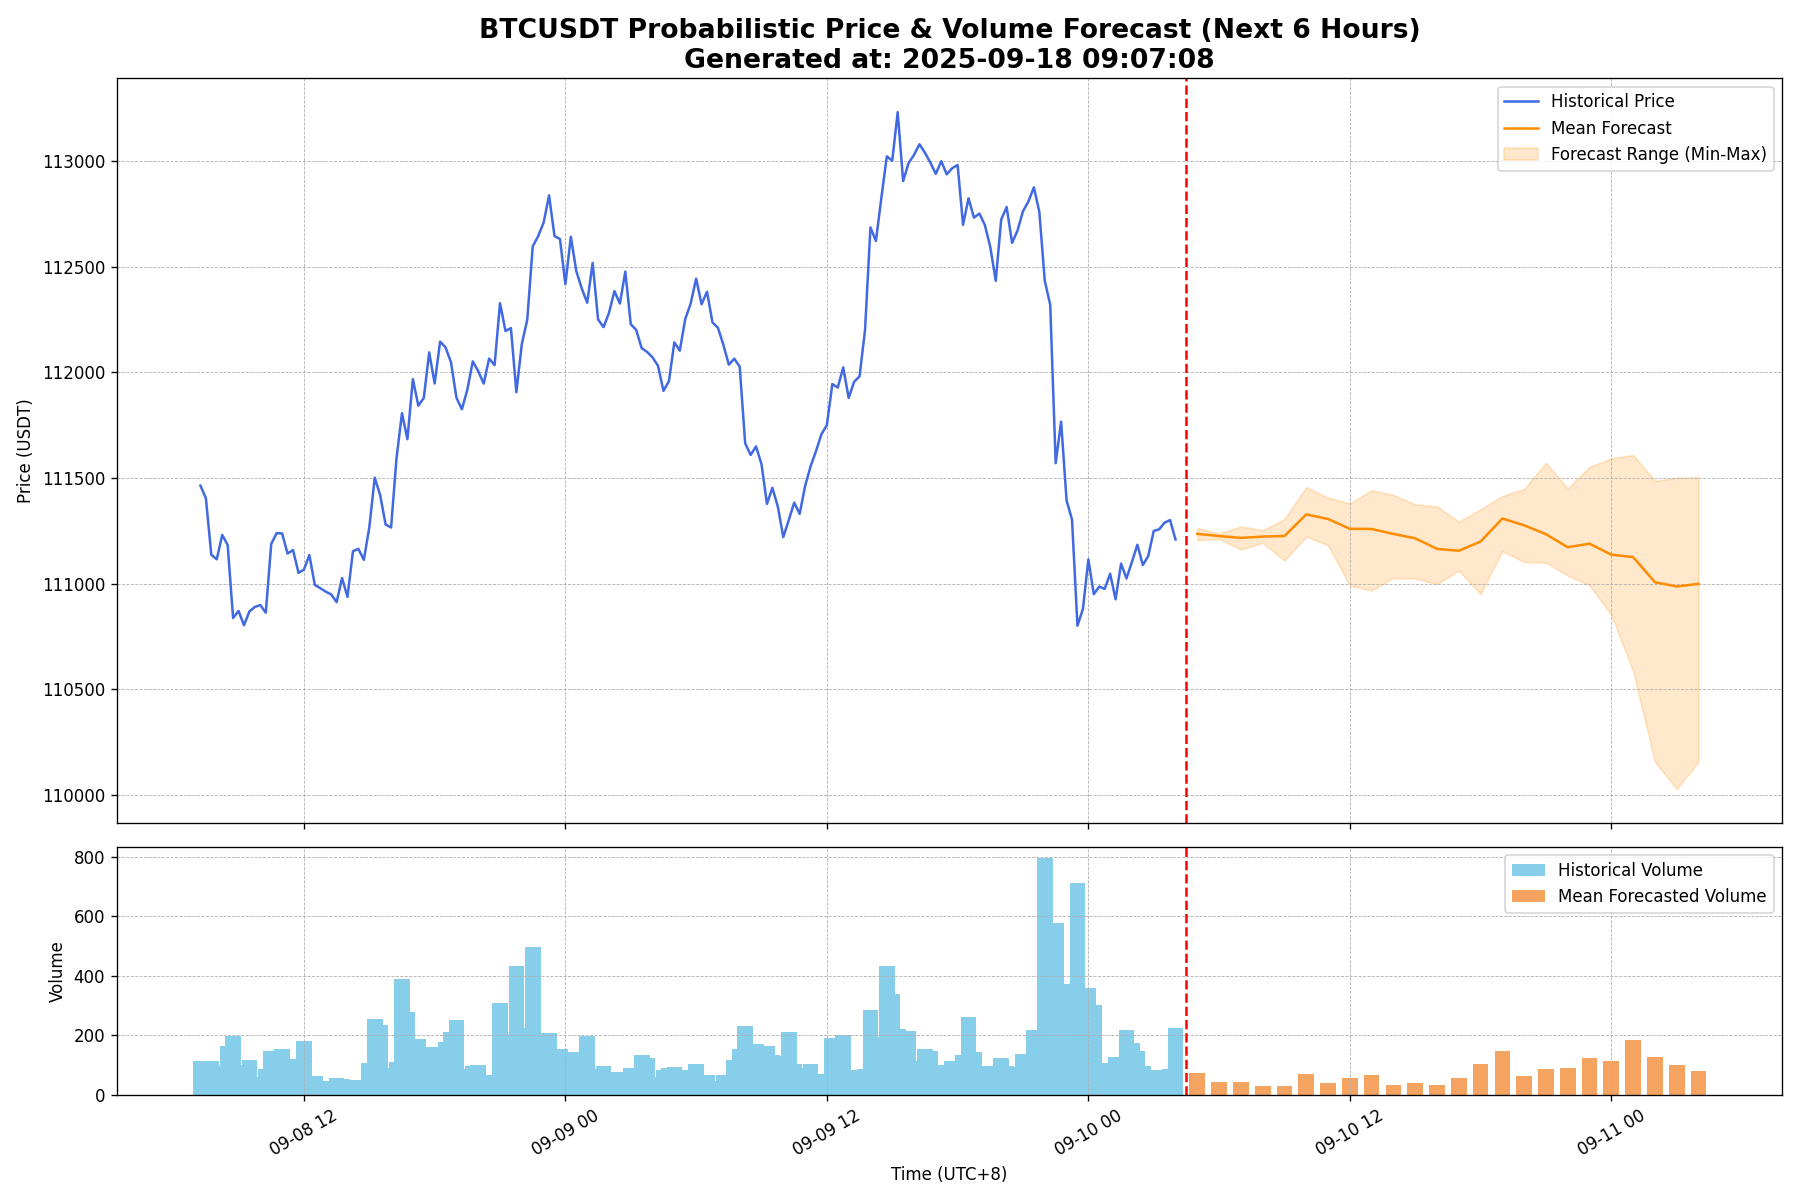 BTCUSDT Probabilistic Price & Volume Forecast (Next 6 Hours)
Generated at: 2025-09-18 09:07:08
Historical Price
Mean Forecast
Forecast Range (Min-Max)
Price (USDT)
113000
112500
112000
111500
111000
110500
110000
Historical Volume
Mean Forecasted Volume
Volume
800
600
400
200
0
09-08 12
09-09 00
09-09 12
09-10 00
09-10 12
09-11 00
Time (UTC+8)